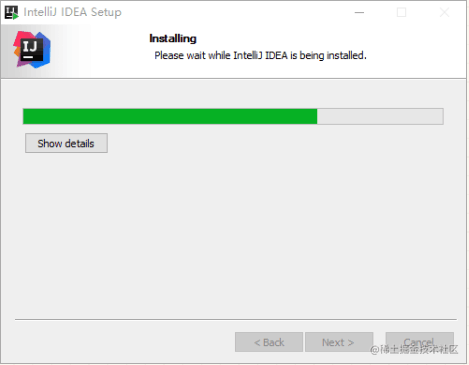 IntelliJ IDEA Setup
IJ
Installing
Please wait while IntelliJ IDEA is being installed.
Show details
< Back
Next >
Cancel
@稀土掘金技术社区